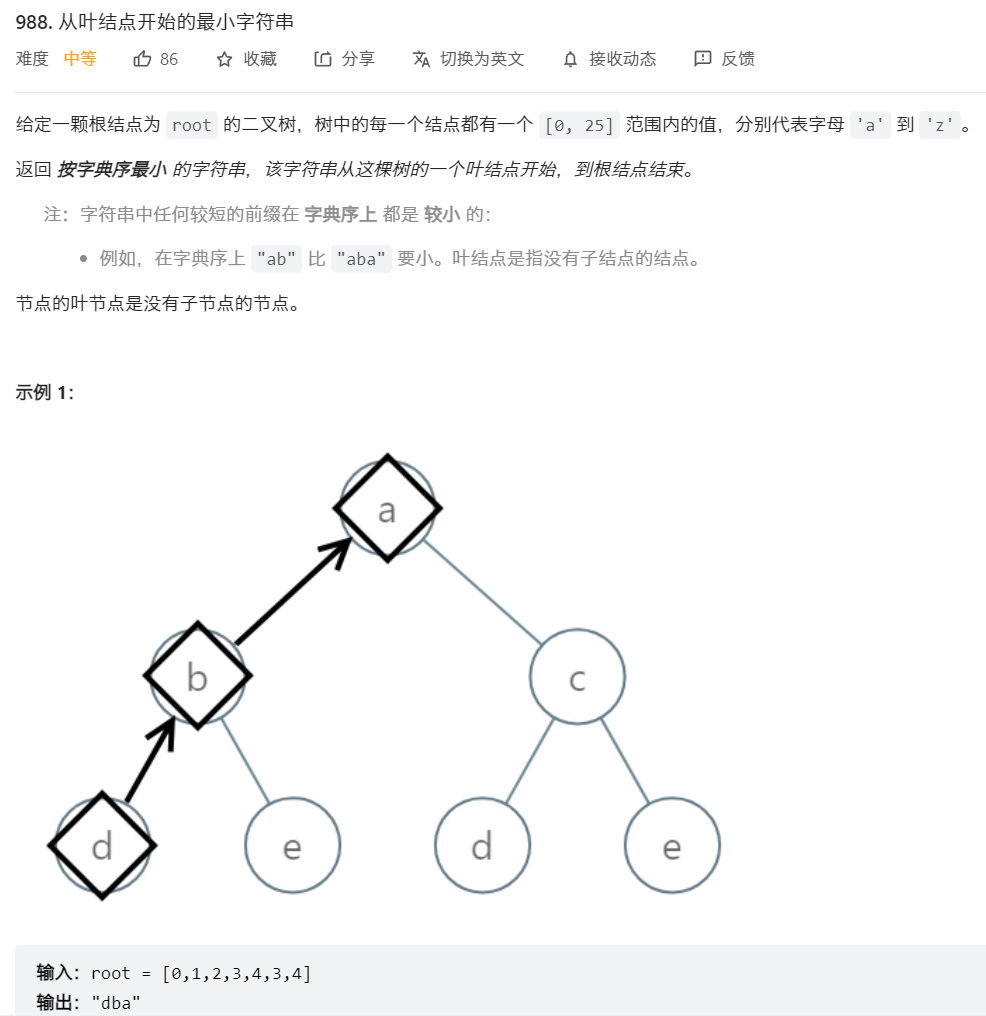 988. 从叶结点开始的最小字符串
难度 中等 86 收藏 分享 切换为英文 接收动态 反馈
给定一颗根结点为 root 的二叉树，树中的每一个结点都有一个 [0, 25] 范围内的值，分别代表字母 'a' 到 'z'。
返回 按字典序最小 的字符串，该字符串从这棵树的一个叶结点开始，到根结点结束。
注：字符串中任何较短的前缀在 字典序上 都是 较小 的：
• 例如，在字典序上 "ab" 比 "aba" 要小。叶结点是指没有子结点的结点。
节点的叶节点是没有子节点的节点。
示例 1：
a
b c
d e d e
输入：root = [0,1,2,3,4,3,4]
输出："dba"